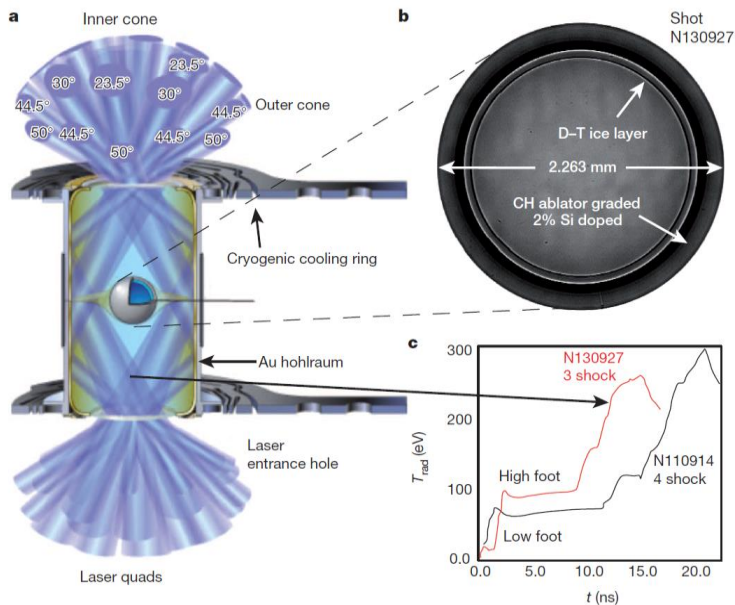 a
Inner cone
23.5°
30°
23.5°
30°
44.5°
44.5°
50°
44.5°
44.5°
50°
50°
Outer cone
Cryogenic cooling ring
Au hohlraum
Laser
entrance hole
Laser quads
b
Shot
N130927
D–T ice layer
2.263 mm
CH ablator graded
2% Si doped
c
300
200
100
0.0
T rad (eV)
N130927
3 shock
High foot
Low foot
N110914
4 shock
0.0
5.0
10.0
15.0
20.0
t (ns)